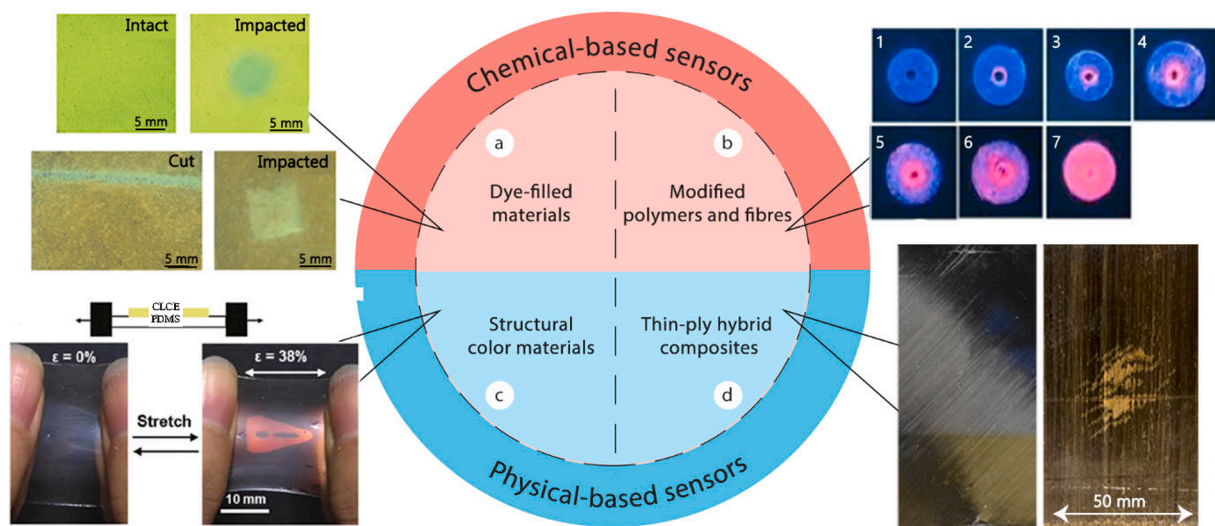 Intact
Impacted
5 mm
5 mm
Cut
Impacted
5 mm
5 mm
CLCE
PDMS
ε = 0%
ε = 38%
Stretch
10 mm
Chemical-based sensors
a
Dye-filled
materials
b
Modified
polymers and fibres
Structural
color materials
c
Thin-ply hybrid
composites
d
Physical-based sensors
1
2
3
4
5
6
7
50 mm